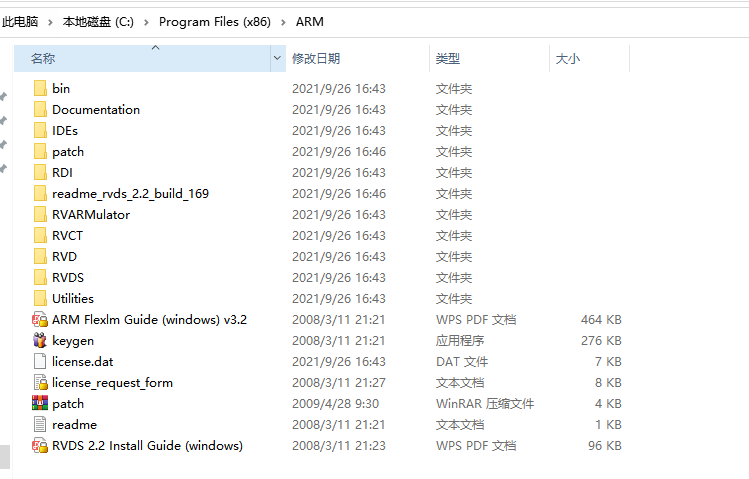 此电脑 > 本地磁盘 (C:) > Program Files (x86) > ARM
名称 修改日期 类型 大小
bin 2021/9/26 16:43 文件夹
Documentation 2021/9/26 16:43 文件夹
IDEs 2021/9/26 16:43 文件夹
patch 2021/9/26 16:46 文件夹
RDI 2021/9/26 16:43 文件夹
readme_rvds_2.2_build_169 2021/9/26 16:46 文件夹
RVARMulator 2021/9/26 16:43 文件夹
RVCT 2021/9/26 16:43 文件夹
RVD 2021/9/26 16:43 文件夹
RVDS 2021/9/26 16:43 文件夹
Utilities 2021/9/26 16:43 文件夹
ARM Flexlm Guide (windows) v3.2 2008/3/11 21:21 WPS PDF 文档 464 KB
keygen 2008/3/11 21:21 应用程序 276 KB
license.dat 2021/9/26 16:43 DAT 文件 7 KB
license_request_form 2008/3/11 21:27 文本文档 8 KB
patch 2009/4/28 9:30 WinRAR 压缩文件 4 KB
readme 2008/3/11 21:21 文本文档 1 KB
RVDS 2.2 Install Guide (windows) 2008/3/11 21:23 WPS PDF 文档 96 KB